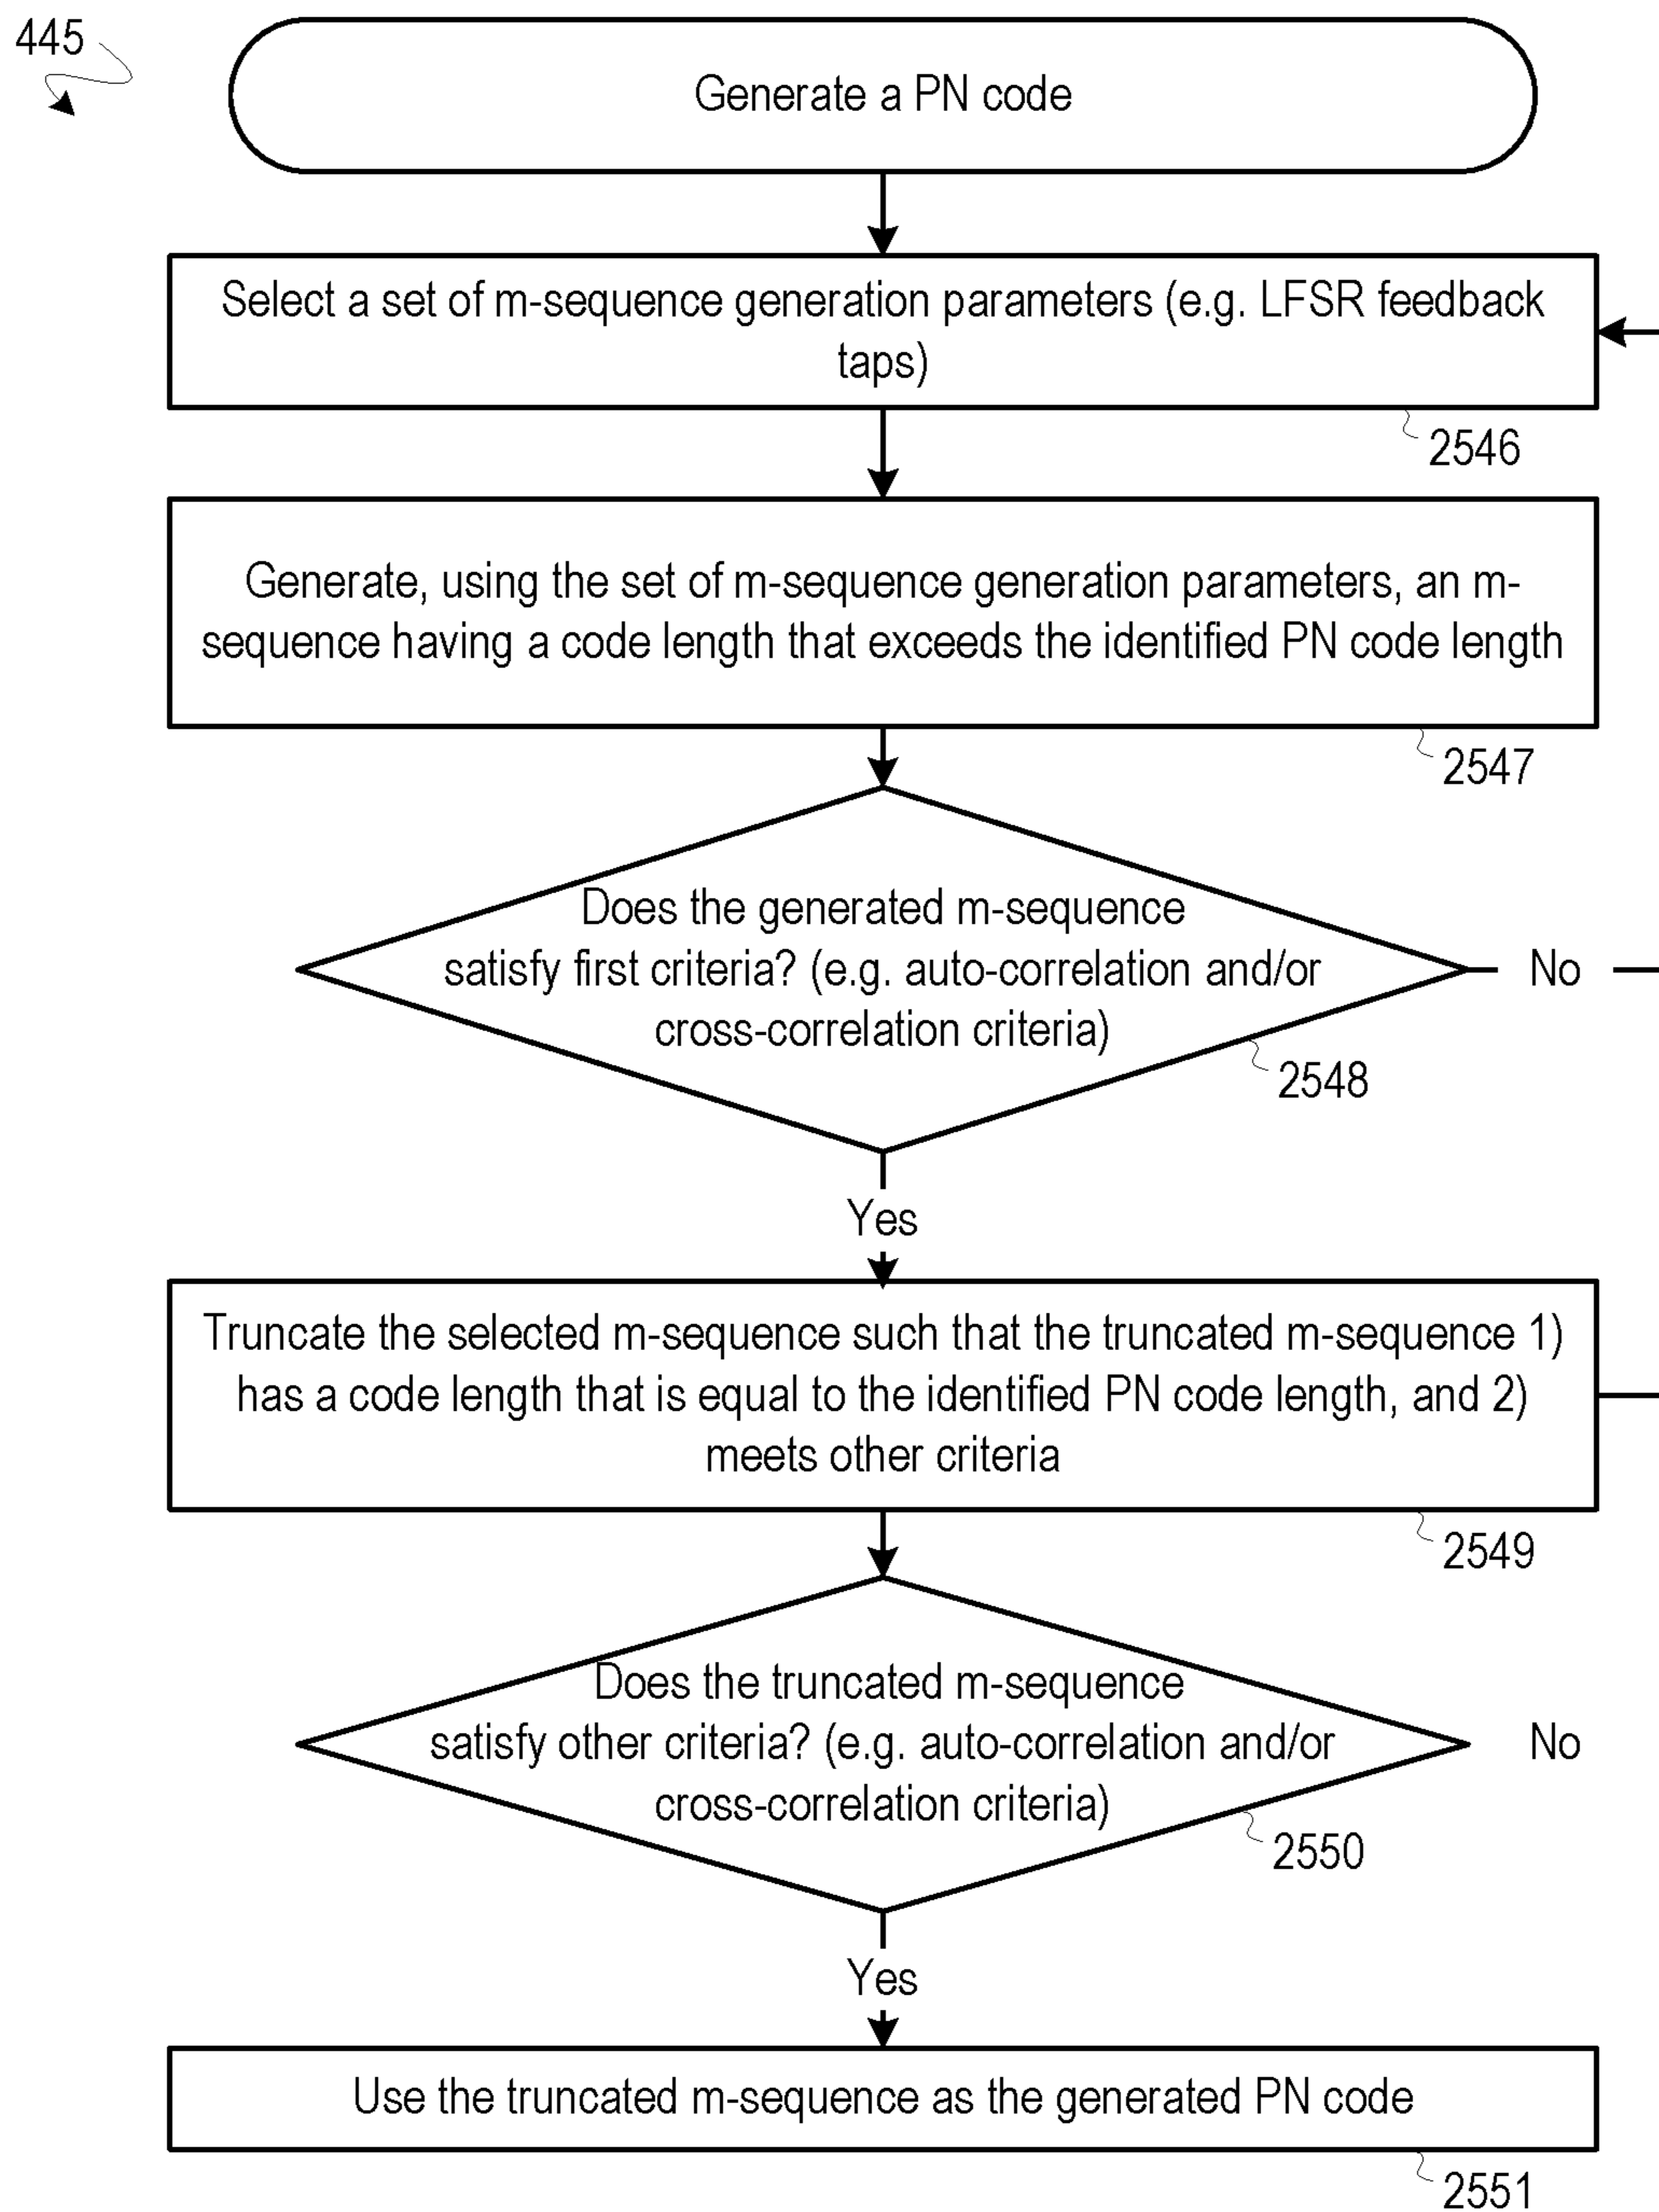 445
Generate a PN code
Select a set of m-sequence generation parameters (e.g. LFSR feedback
taps)
2546
Generate, using the set of m-sequence generation parameters, an m-
sequence having a code length that exceeds the identified PN code length
2547
Does the generated m-sequence
satisfy first criteria? (e.g. auto-correlation and/or
cross-correlation criteria)
No
2548
Yes
Truncate the selected m-sequence such that the truncated m-sequence 1)
has a code length that is equal to the identified PN code length, and 2)
meets other criteria
2549
Does the truncated m-sequence
satisfy other criteria? (e.g. auto-correlation and/or
cross-correlation criteria)
No
2550
Yes
Use the truncated m-sequence as the generated PN code
2551